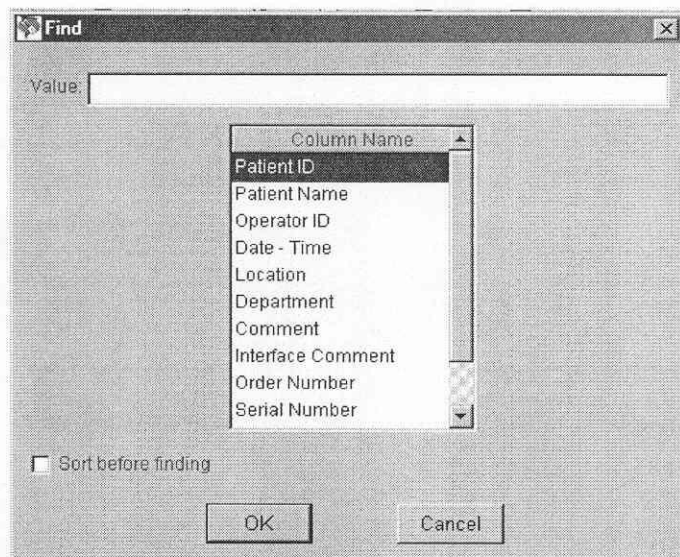 Find
Value:
Column Name
Patient ID
Patient Name
Operator ID
Date - Time
Location
Department
Comment
Interface Comment
Order Number
Serial Number
Sort before finding
OK Cancel